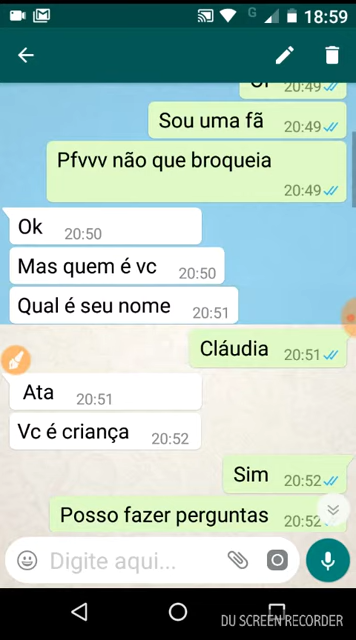 G 18:59
20:49
Sou uma fã
20:49
Pfvvv não que broqueia
20:49
Ok 20:50
Mas quem é vc 20:50
Qual é seu nome 20:51
Cláudia 20:51
Ata 20:51
Vc é criança 20:52
Sim 20:52
Posso fazer perguntas 20:52
Digite aqui...
DU SCREEN RECORDER